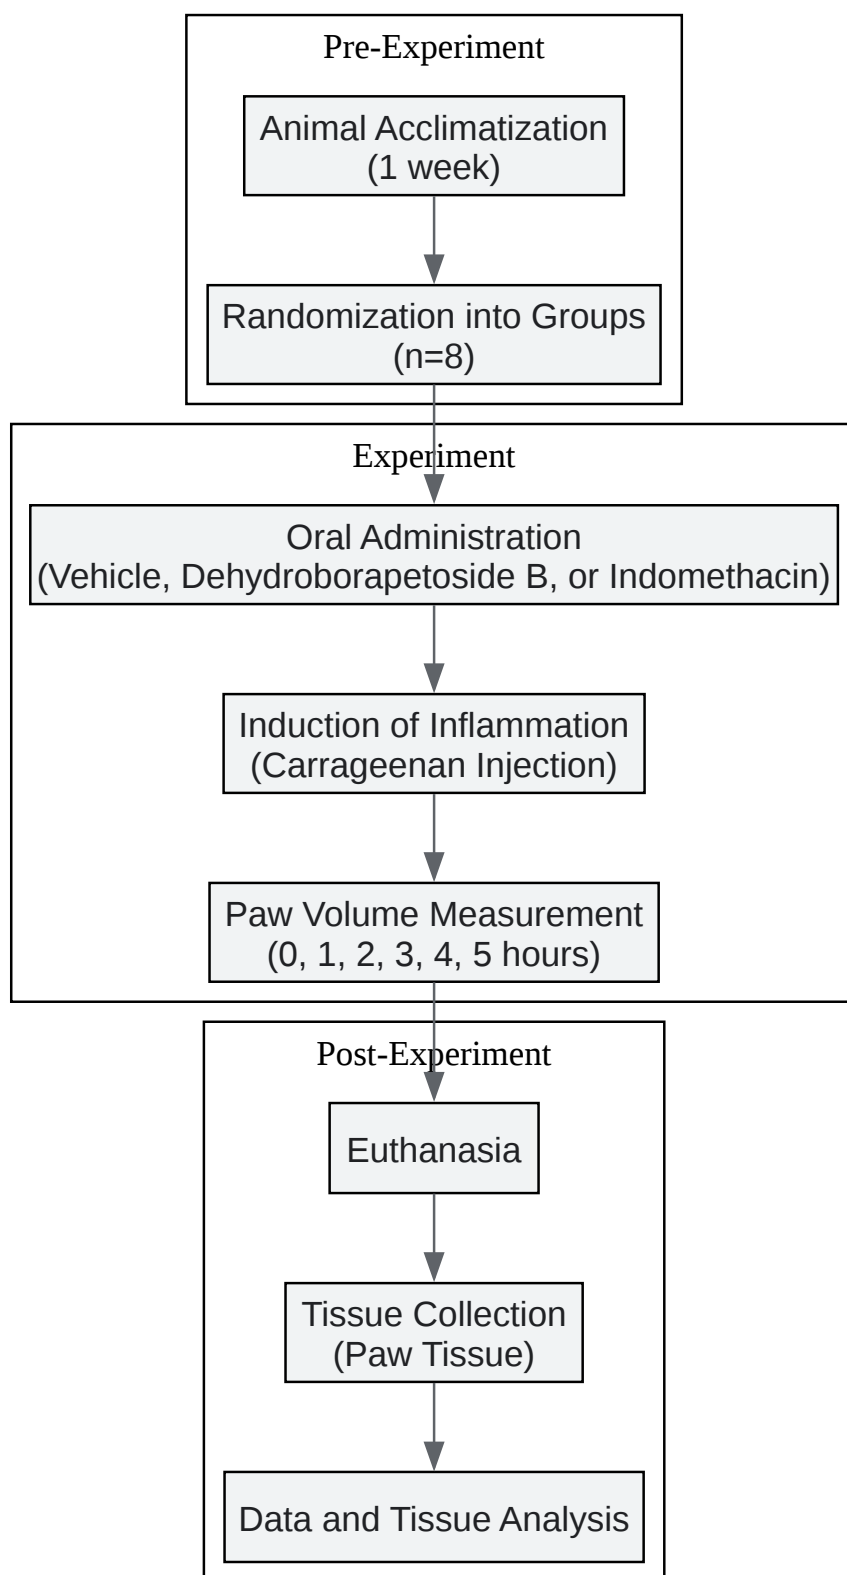 Pre-Experiment
Animal Acclimatization
(1 week)
Randomization into Groups
(n=8)
Experiment
Oral Administration
(Vehicle, Dehydroborapetoside B, or Indomethacin)
Induction of Inflammation
(Carrageenan Injection)
Paw Volume Measurement
(0, 1, 2, 3, 4, 5 hours)
Post-Experiment
Euthanasia
Tissue Collection
(Paw Tissue)
Data and Tissue Analysis